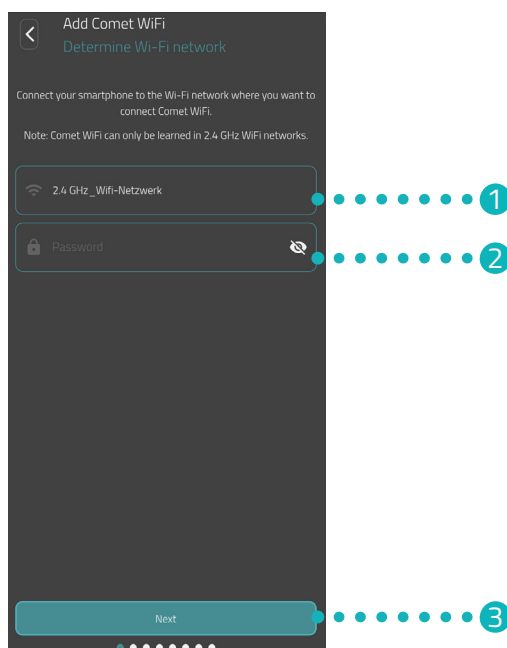 Add Comet WiFi
Determine Wi-Fi network
Connect your smartphone to the Wi-Fi network where you want to
connect Comet WiFi.
Note: Comet WiFi can only be learned in 2.4 GHz WiFi networks.
2.4 GHz_Wifi-Netzwerk
1
Password
2
Next
3